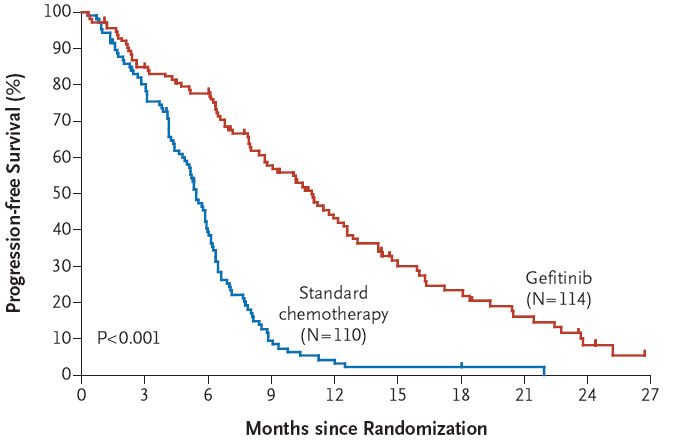 100
90
80
70
60
50
40
30
20
10
0
Progression-free Survival (%)
Standard
chemotherapy
(N=110)
Gefitinib
(N=114)
P<0.001
0 3 6 9 12 15 18 21 24 27
Months since Randomization